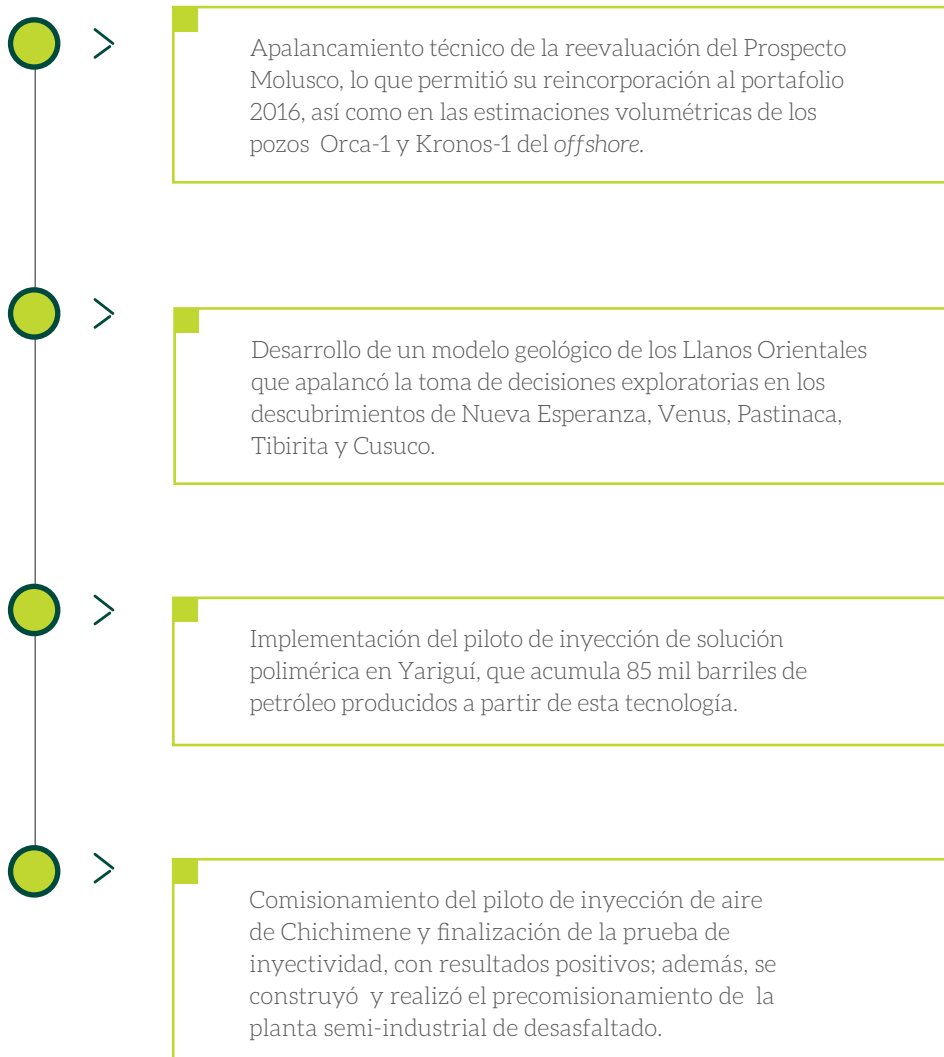 Apalancamiento técnico de la reevaluación del Prospecto
Molusco, lo que permitió su reincorporación al portafolio
2016, así como en las estimaciones volumétricas de los
pozos Orca-1 y Kronos-1 del offshore.
Desarrollo de un modelo geológico de los Llanos Orientales
que apalancó la toma de decisiones exploratorias en los
descubrimientos de Nueva Esperanza, Venus, Pastinaca,
Tibirita y Cusuco.
Implementación del piloto de inyección de solución
polimérica en Yariguí, que acumula 85 mil barriles de
petróleo producidos a partir de esta tecnología.
Comisionamiento del piloto de inyección de aire
de Chichimene y finalización de la prueba de
inyectividad, con resultados positivos; además, se
construyó y realizó el precomisionamiento de la
planta semi-industrial de desasfaltado.